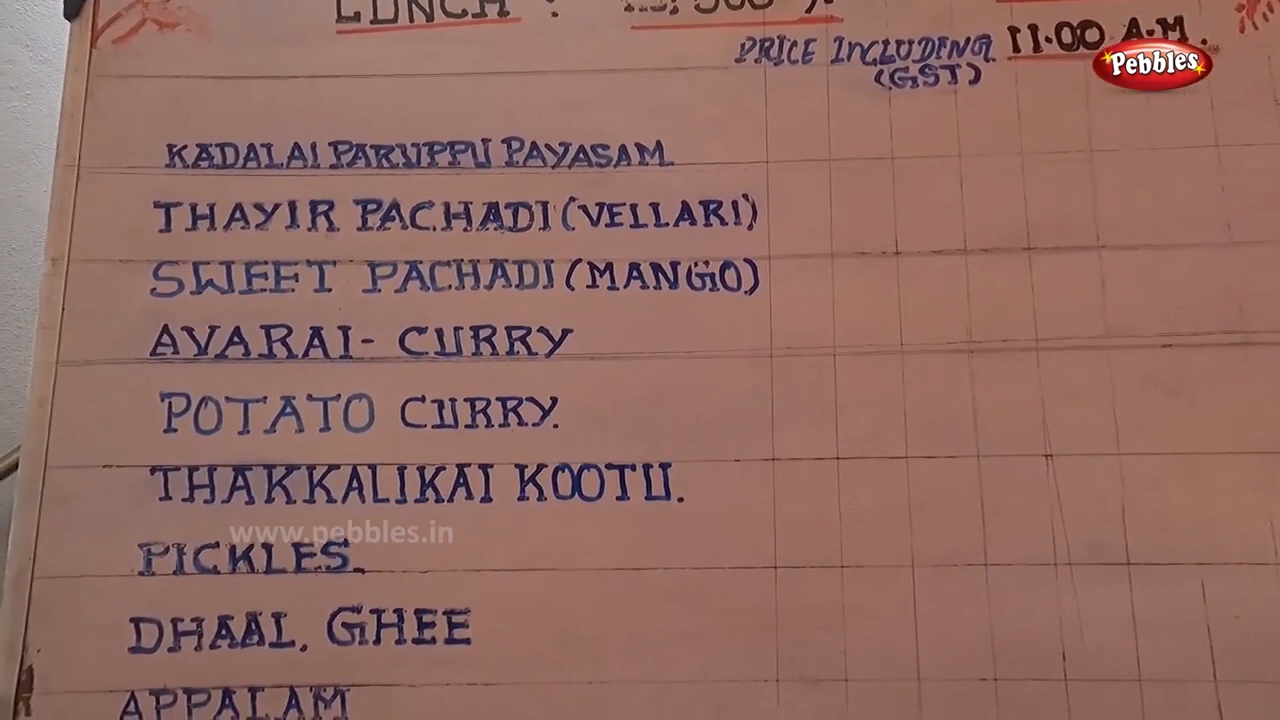 LUNCH :
PRICE INCLUDING 11·00 A·M.
(GST)
Pebbles
KADALAI PARUPPU PAYASAM.
THAYIR PACHADI (VELLARI)
SWEET PACHADI (MANGO)
AVARAI- CURRY
POTATO CURRY.
THAKKALIKAI KOOTU.
www.pebbles.in
PICKLES.
DHAAL. GHEE
APPALAM